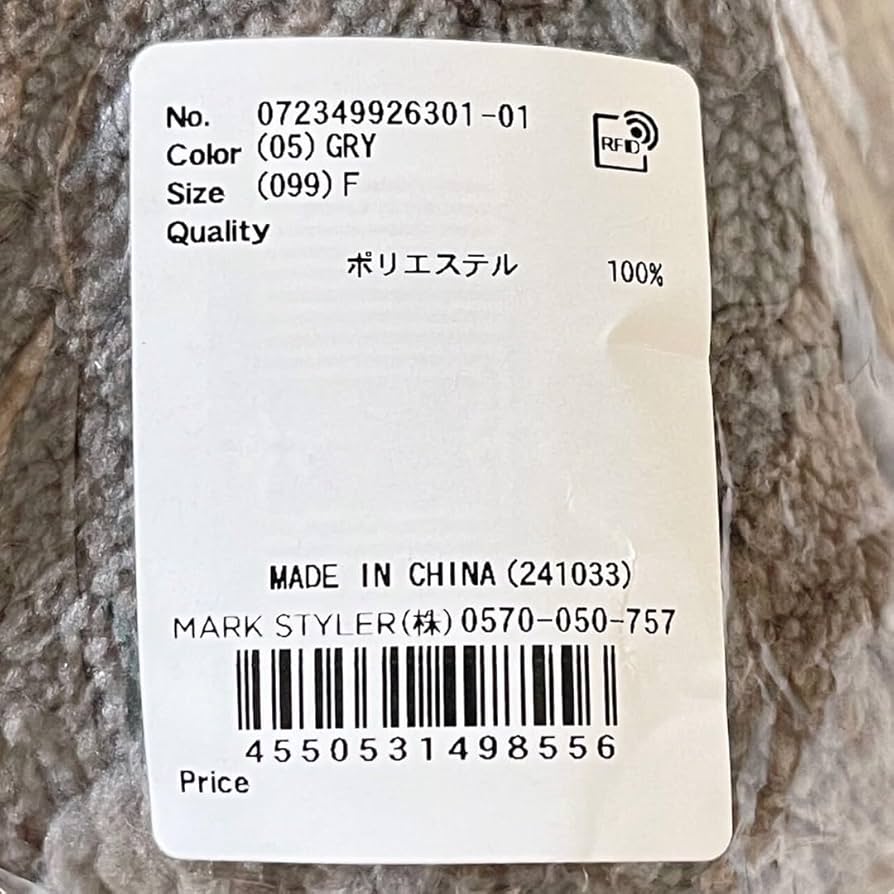 No. 072349926301-01
RFID
Color (05) GRY
Size (099) F
Quality
ポリエステル 100%
MADE IN CHINA (241033)
MARK STYLER(株)0570-050-757
4550531498556
Price